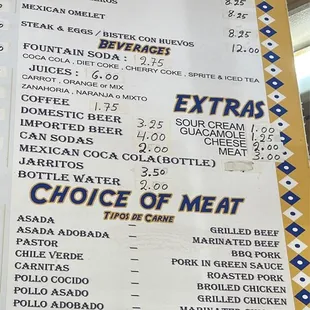 8.25
MEXICAN OMELET 8.25
STEAK & EGGS / BISTEK CON HUEVOS 8.25
12.00
BEVERAGES
FOUNTAIN SODA : 2.75
COCA COLA , DIET COKE , CHERRY COKE , SPRITE & ICED TEA
JUICES : 6.00
CARROT , ORANGE or MIX
ZANAHORIA , NARANJA o MIXTO
COFFEE 1.75
DOMESTIC BEER 3.25
IMPORTED BEER 4.00
CAN SODAS 2.00
MEXICAN COCA COLA(BOTTLE)
JARRITOS 3.50
BOTTLE WATER 2.00
EXTRAS
SOUR CREAM 1.00
GUACAMOLE 1.25
CHEESE 2.00
MEAT 3.00
CHOICE OF MEAT
TIPOS DE CARNE
ASADA – GRILLED BEEF
ASADA ADOBADA – MARINATED BEEF
PASTOR – BBQ PORK
CHILE VERDE – PORK IN GREEN SAUCE
CARNITAS – ROASTED PORK
POLLO COCIDO – BROILED CHICKEN
POLLO ASADO – GRILLED CHICKEN
POLLO ADOBADO – MARINATED